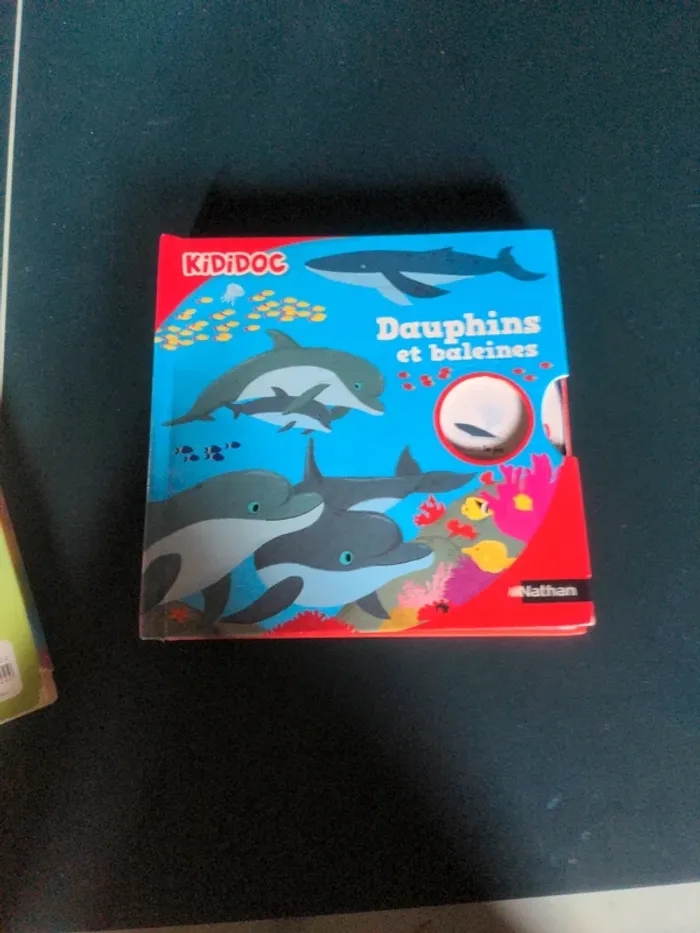 KiDiDOC
Dauphins
et baleines
Nathan